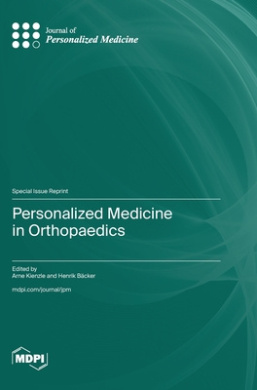 Journal of
Personalized Medicine
Special Issue Reprint
Personalized Medicine
in Orthopaedics
Edited by
Arne Kienzle and Henrik Bäcker
mdpi.com/journal/jpm
MDPI